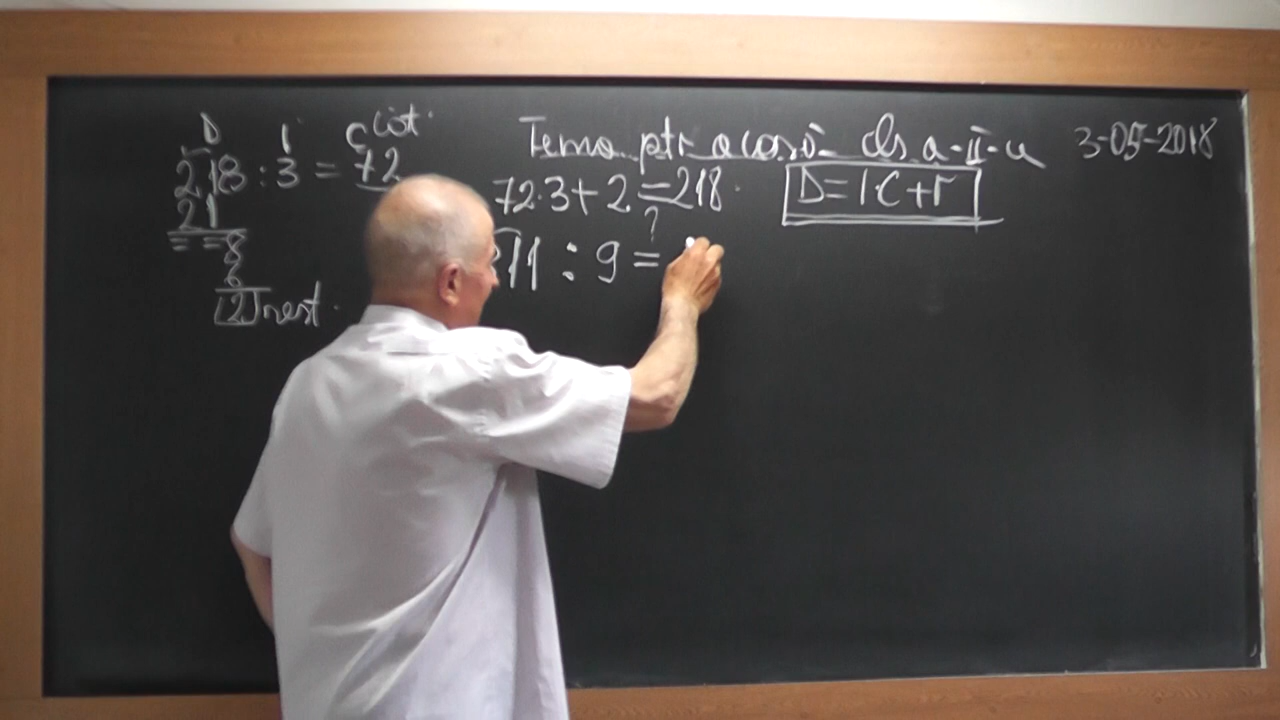 D I C cât.
218 : 3 = 72
21
= = 8
6
2 rest.
Tema ptr. acasă cls. a-II-a 3-05-2018
72·3+2 = 218. D = I·C + r
?
11 : 9 =